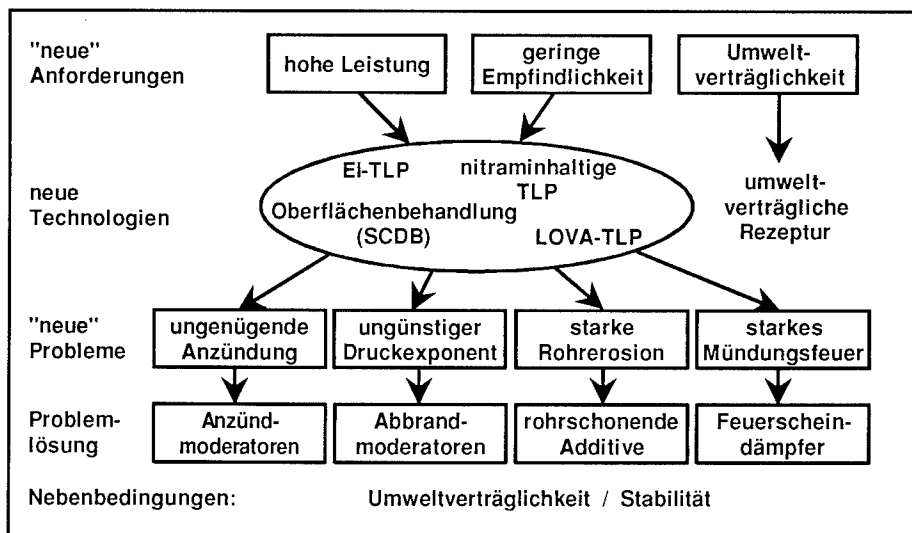 "neue"
Anforderungen
hohe Leistung
geringe
Empfindlichkeit
Umwelt-
verträglichkeit
neue
Technologien
EI-TLP
nitraminhaltige
TLP
Oberflächenbehandlung
(SCDB)
LOVA-TLP
umwelt-
verträgliche
Rezeptur
"neue"
Probleme
ungenügende
Anzündung
ungünstiger
Druckexponent
starke
Rohrerosion
starkes
Mündungsfeuer
Problem-
lösung
Anzünd-
moderatoren
Abbrand-
moderatoren
rohrschonende
Additive
Feuerschein-
dämpfer
Nebenbedingungen: Umweltverträglichkeit / Stabilität